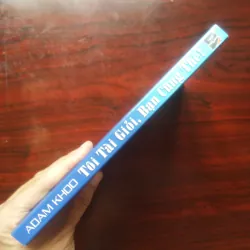 ADAM KHOO Tôi Tài Giỏi, Bạn Cũng Thế!